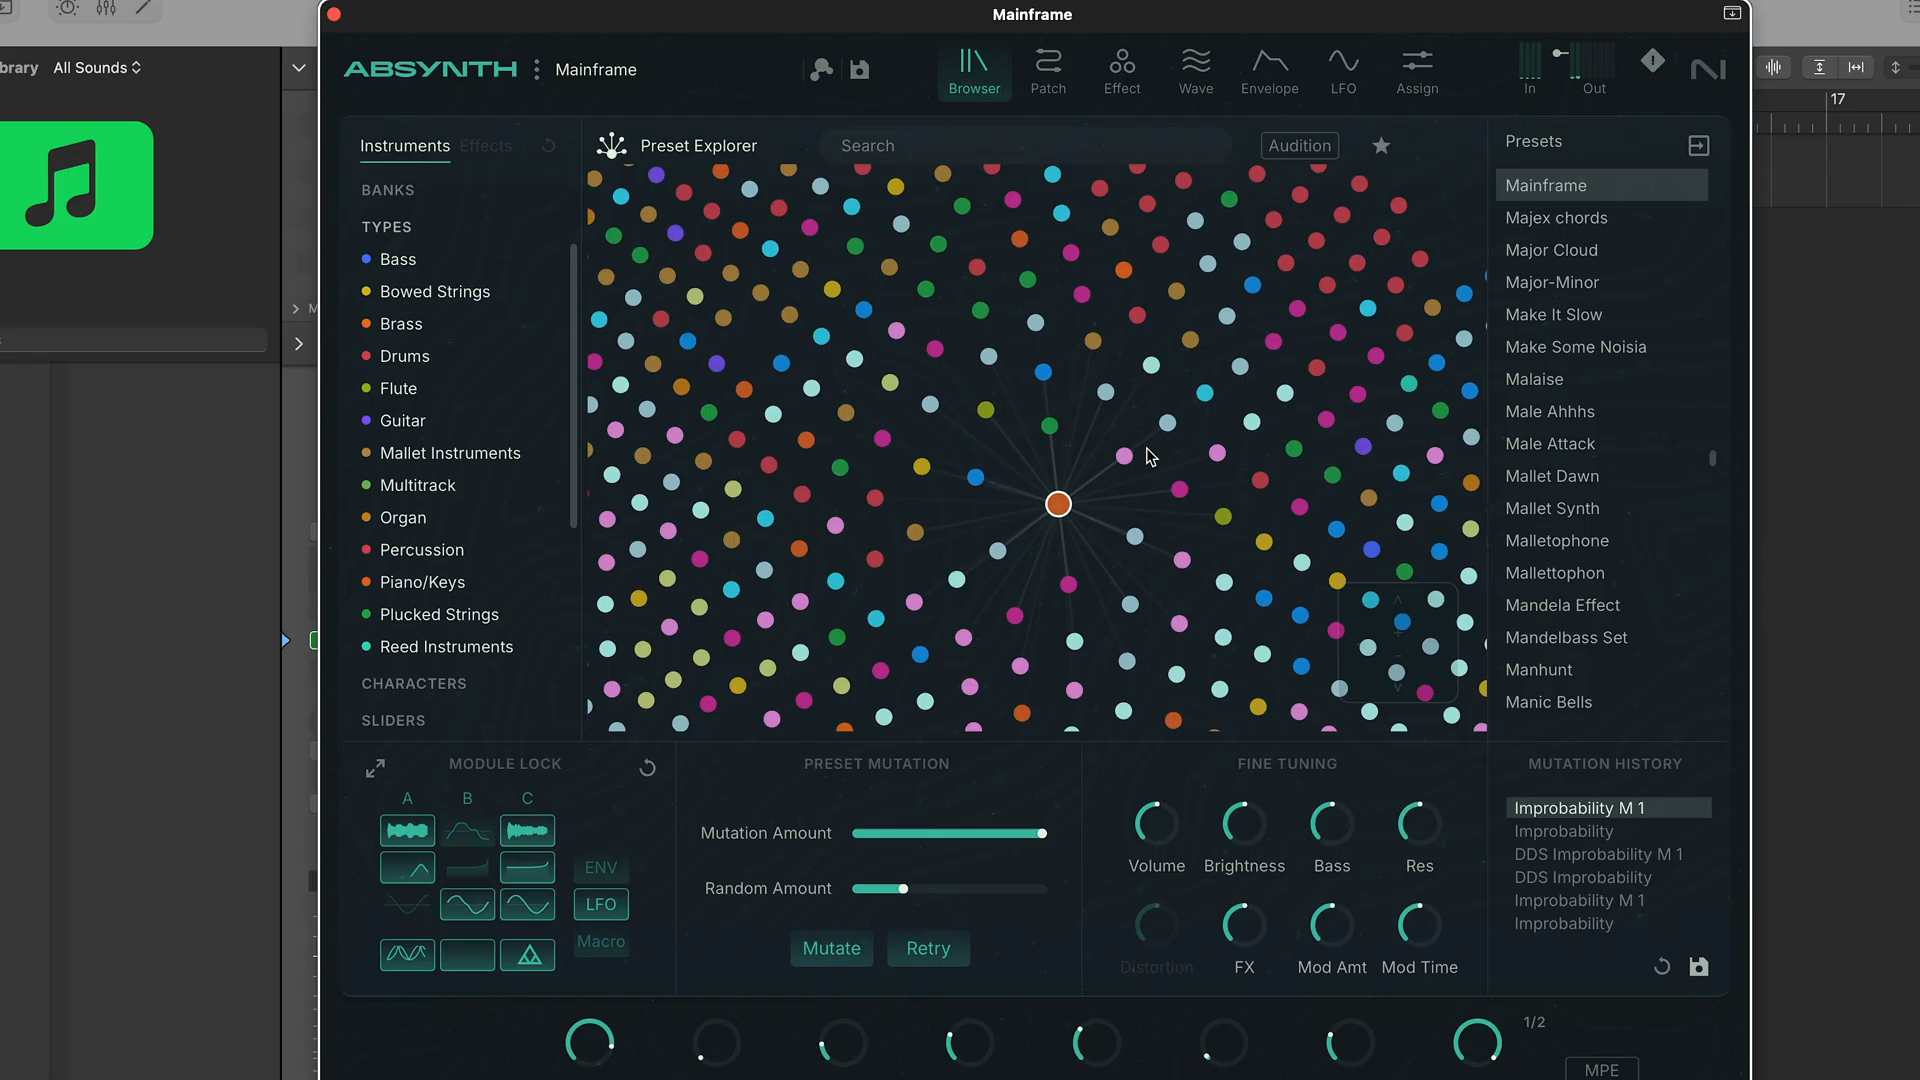 Mainframe
brary All Sounds
ABSYNTH
Mainframe
Browser
Patch
Effect
Wave
Envelope
LFO
Assign
In
Out
17
Instruments Effects
Preset Explorer
Search
Audition
Presets
BANKS
TYPES
Bass
Bowed Strings
Brass
Drums
Flute
Guitar
Mallet Instruments
Multitrack
Organ
Percussion
Piano/Keys
Plucked Strings
Reed Instruments
CHARACTERS
SLIDERS
Mainframe
Majex chords
Major Cloud
Major-Minor
Make It Slow
Make Some Noisia
Malaise
Male Ahhhs
Male Attack
Mallet Dawn
Mallet Synth
Malletophone
Mallettophon
Mandela Effect
Mandelbass Set
Manhunt
Manic Bells
MODULE LOCK
A B C
ENV
LFO
Macro
PRESET MUTATION
Mutation Amount
Random Amount
Mutate Retry
FINE TUNING
Volume Brightness Bass Res
Distortion FX Mod Amt Mod Time
MUTATION HISTORY
Improbability M 1
Improbability
DDS Improbability M 1
DDS Improbability
Improbability M 1
Improbability
1/2
MPE